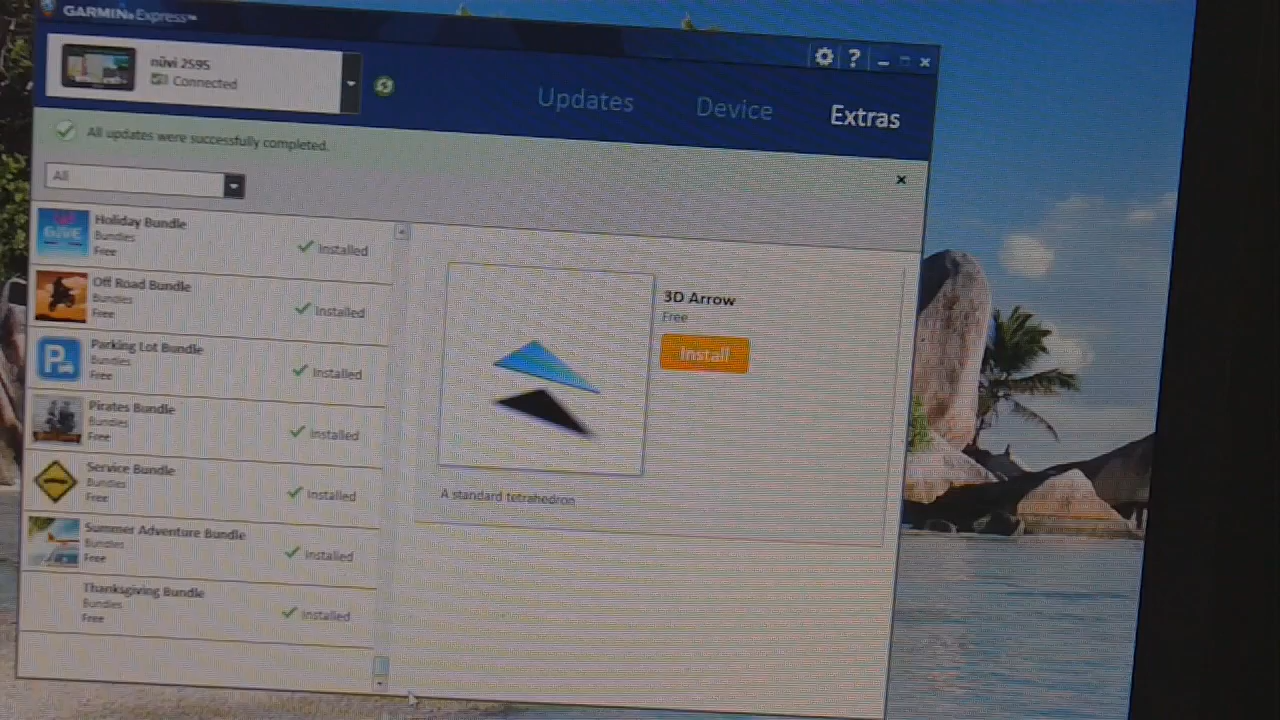 GARMIN Express™
nüvi 2595
Connected
Updates
Device
Extras
All updates were successfully completed.
All
Holiday Bundle
Bundles
Free
Installed
Off Road Bundle
Bundles
Free
Installed
Parking Lot Bundle
Bundles
Free
Installed
Pirates Bundle
Bundles
Free
Installed
Service Bundle
Bundles
Free
Installed
Summer Adventure Bundle
Bundles
Free
Installed
Thanksgiving Bundle
Bundles
Free
Installed
GIVE
P
3D Arrow
Free
Install
A standard tetrahedron